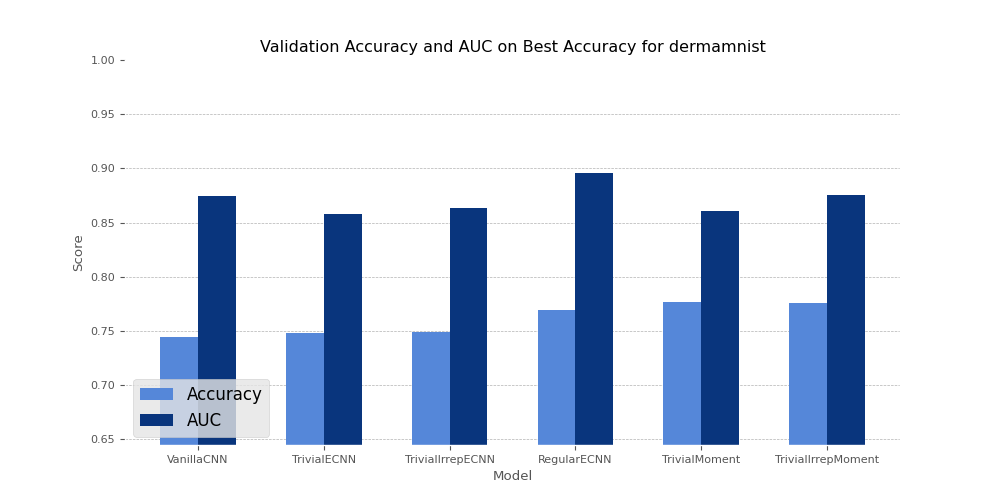 Validation Accuracy and AUC on Best Accuracy for dermamnist
1.00
0.95
0.90
0.85
0.80
0.75
0.70
0.65
Score
Accuracy
AUC
VanillaCNN TrivialECNN TrivialIrrepECNN RegularECNN TrivialMoment TrivialIrrepMoment
Model